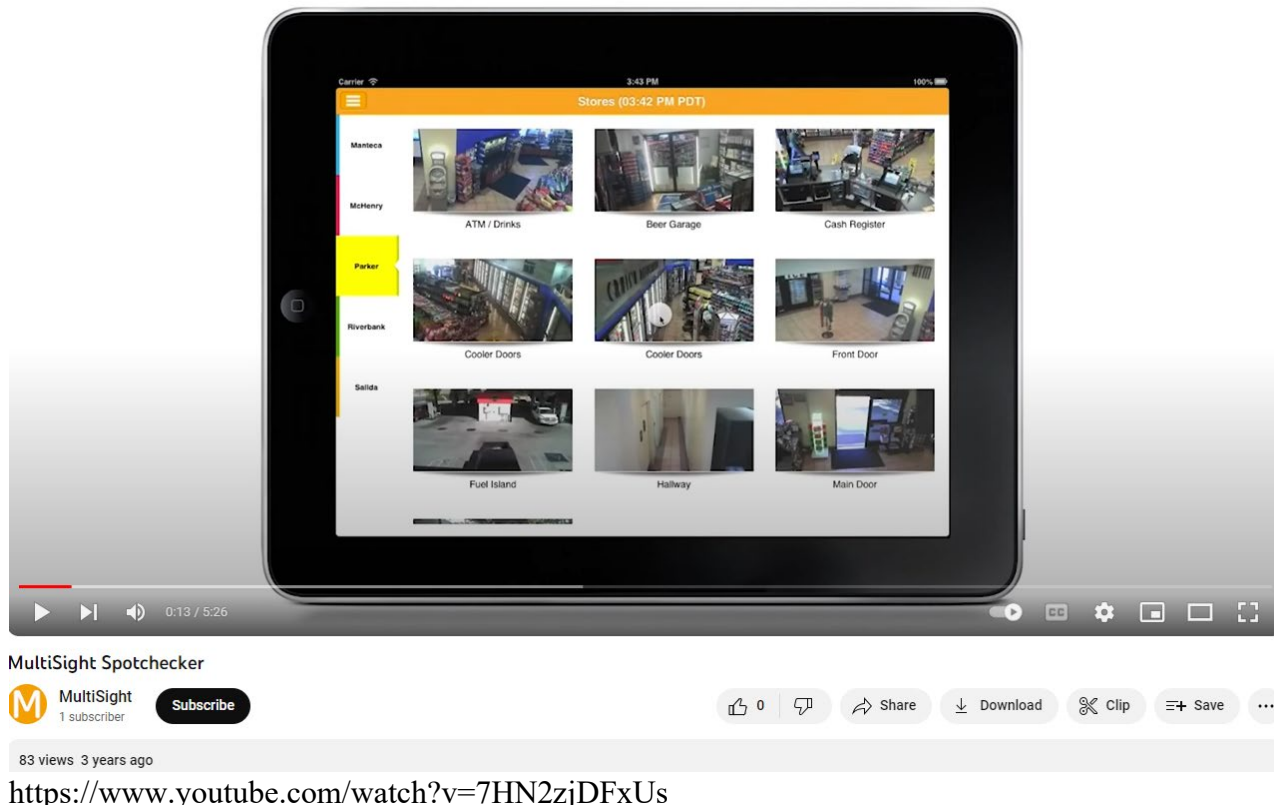 Carrier 3:43 PM 100%
Stores (03:42 PM PDT)
Manteca
McHenry
Parker
Riverbank
Salida
ATM / Drinks Beer Garage Cash Register
Cooler Doors Cooler Doors Front Door
Fuel Island Hallway Main Door
0:13 / 5:26
CC
MultiSight Spotchecker
M
MultiSight
1 subscriber
Subscribe
0 Share Download Clip Save ...
83 views 3 years ago
https://www.youtube.com/watch?v=7HN2zjDFxUs